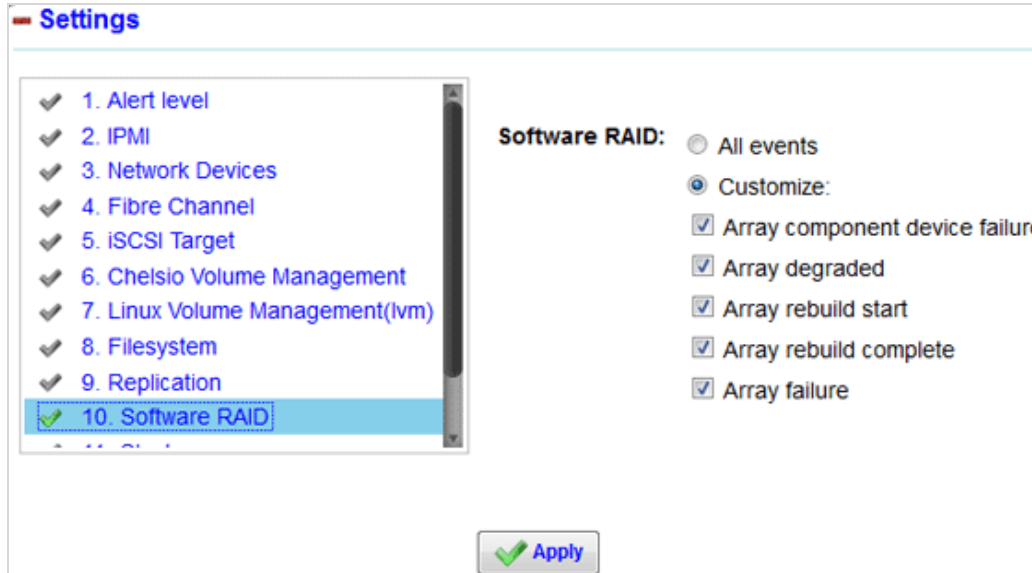 Settings
1. Alert level
2. IPMI
3. Network Devices
4. Fibre Channel
5. iSCSI Target
6. Chelsio Volume Management
7. Linux Volume Management(lvm)
8. Filesystem
9. Replication
10. Software RAID
Software RAID:
All events
Customize:
Array component device failure
Array degraded
Array rebuild start
Array rebuild complete
Array failure
Apply